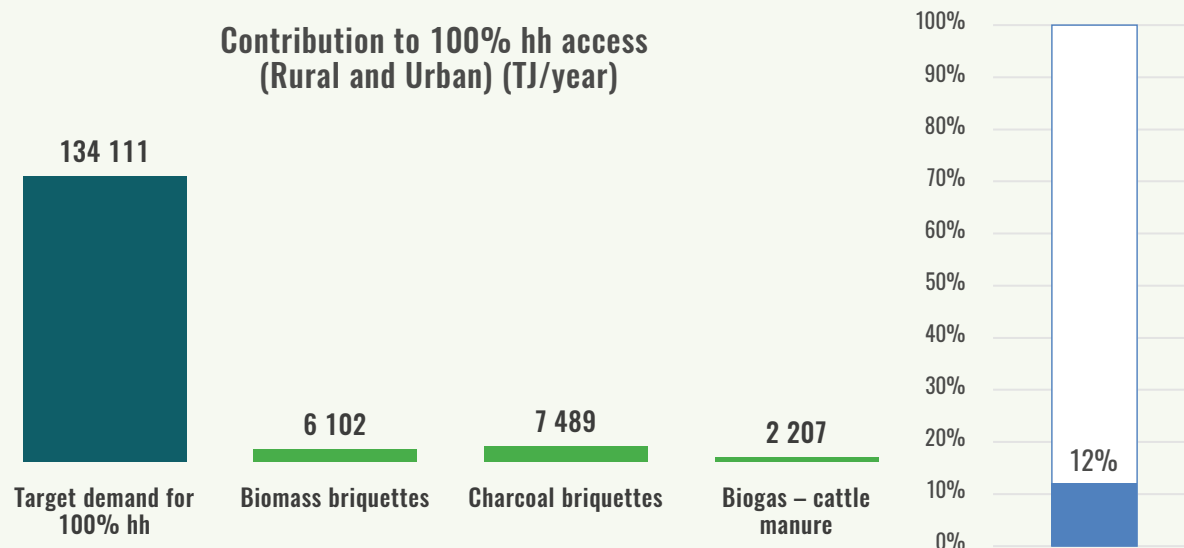 Contribution to 100% hh access
(Rural and Urban) (TJ/year)
134 111
6 102
7 489
2 207
Target demand for
100% hh
Biomass briquettes
Charcoal briquettes
Biogas – cattle
manure
100%
90%
80%
70%
60%
50%
40%
30%
20%
10%
0%
12%